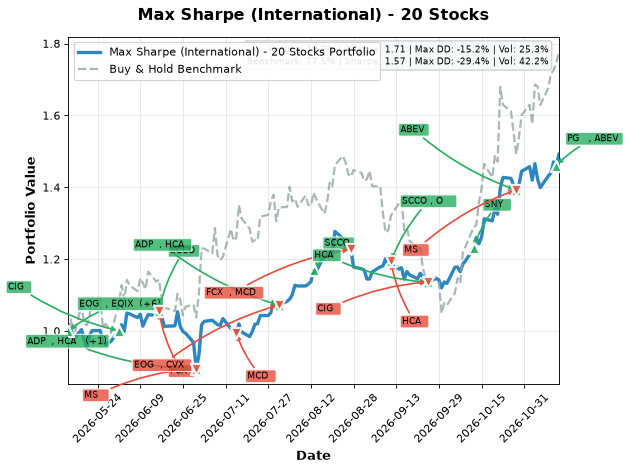 Max Sharpe (International) - 20 Stocks
Max Sharpe (International) - 20 Stocks Portfolio
Buy & Hold Benchmark
1.71 | Max DD: -15.2% | Vol: 25.3%
Benchmark: 77.5% | Sharpe: 1.57 | Max DD: -29.4% | Vol: 42.2%
Portfolio Value
1.8
1.6
1.4
1.2
1.0
ABEV
PG , ABEV
SCCO , O
SNY
ADP , HCA
SCCO
HCA
MS
CIG
FCX , MCD
EOG , EQIX (+6)
CIG
HCA
ADP , HCA (+1)
EOG , CVX
MCD
MS
2026-05-24
2026-06-09
2026-06-25
2026-07-11
2026-07-27
2026-08-12
2026-08-28
2026-09-13
2026-09-29
2026-10-15
2026-10-31
Date